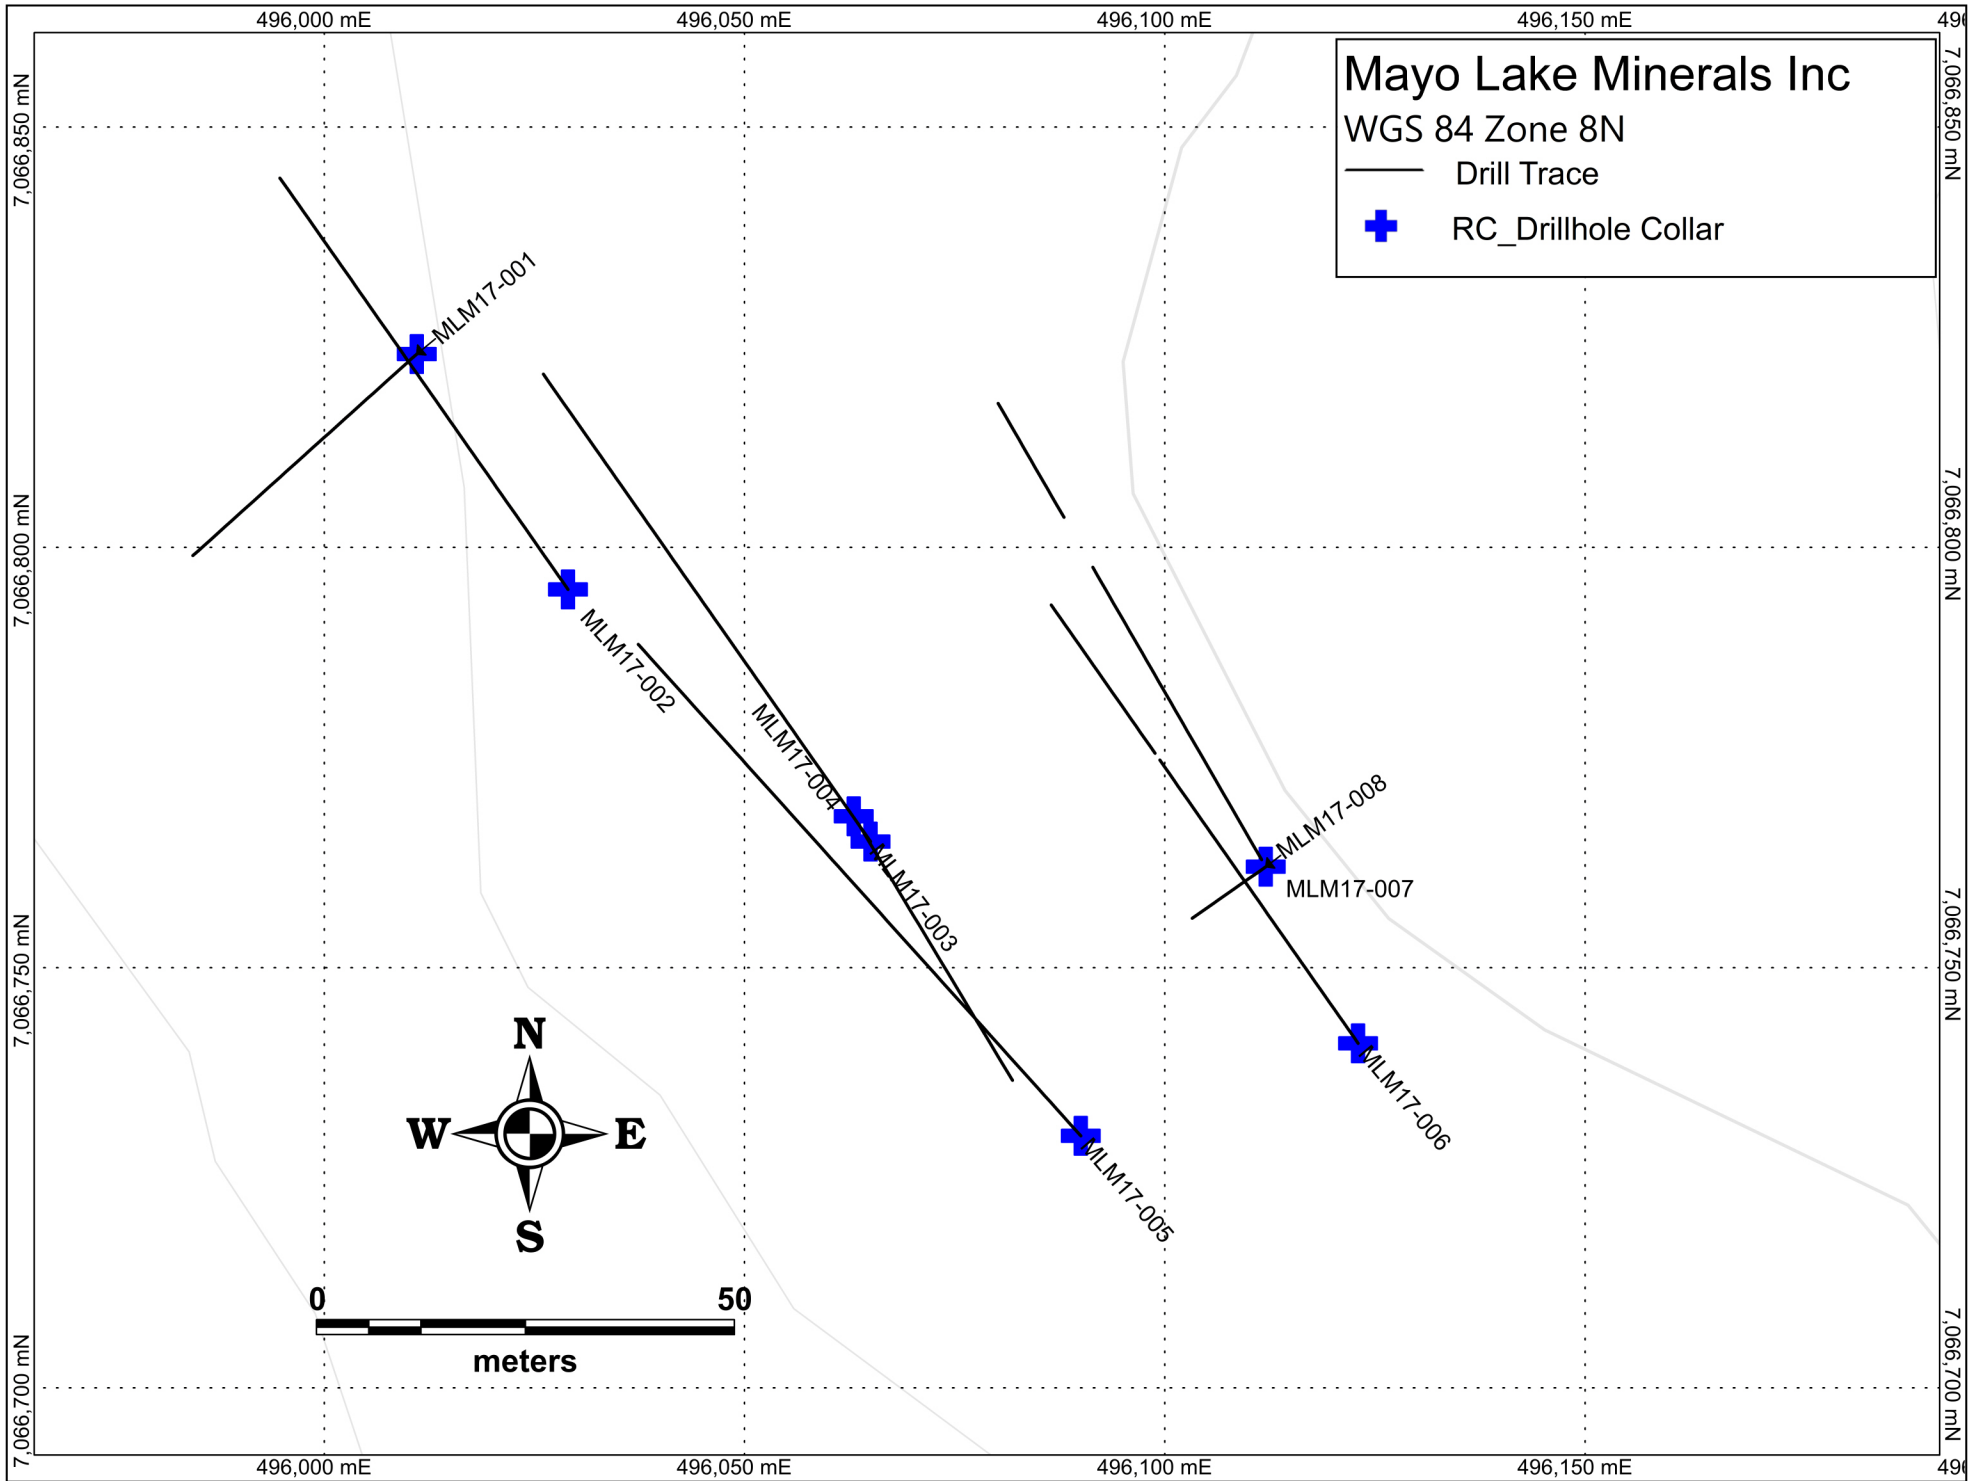 496,000 mE
496,050 mE
496,100 mE
496,150 mE
496
7,066,850 mN
7,066,850 mN
Mayo Lake Minerals Inc
WGS 84 Zone 8N
Drill Trace
RC_Drillhole Collar
MLM17-001
7,066,800 mN
7,066,800 mN
MLM17-002
MLM17-004
MLM17-003
MLM17-008
MLM17-007
7,066,750 mN
7,066,750 mN
N
W
E
S
MLM17-006
MLM17-005
0
50
meters
7,066,700 mN
7,066,700 mN
496,000 mE
496,050 mE
496,100 mE
496,150 mE
496